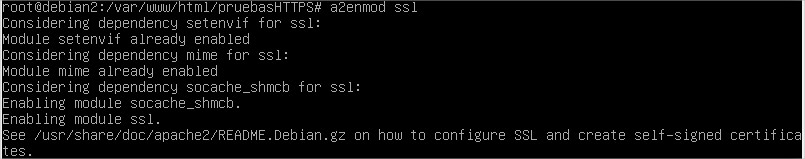 root@debian2:/var/www/html/pruebasHTTPS# a2enmod ssl
Considering dependency setenvif for ssl:
Module setenvif already enabled
Considering dependency mime for ssl:
Module mime already enabled
Considering dependency socache_shmcb for ssl:
Enabling module socache_shmcb.
Enabling module ssl.
See /usr/share/doc/apache2/README.Debian.gz on how to configure SSL and create self-signed certifica
tes.